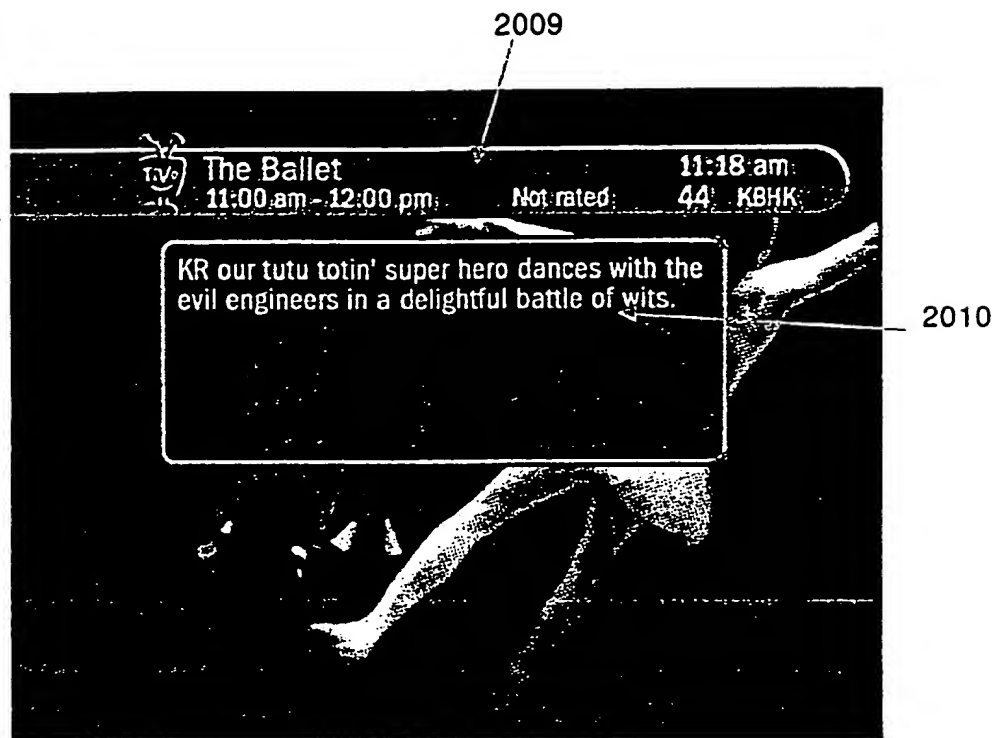 2009
TiVo The Ballet 11:18 am
11:00 am - 12:00 pm Not rated 44 KBHK
KR our tutu totin' super hero dances with the
evil engineers in a delightful battle of wits.
2010